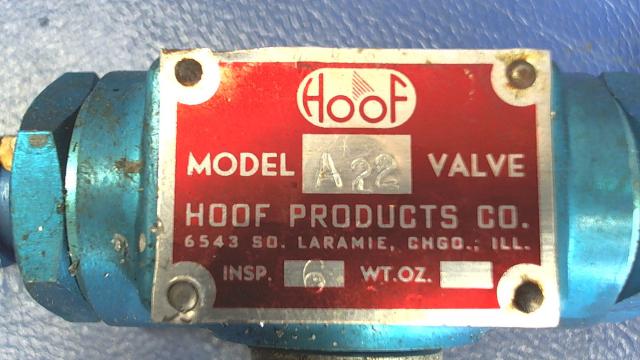 HOOF
MODEL A22 VALVE
HOOF PRODUCTS CO.
6543 SO. LARAMIE, CHGO., ILL.
INSP. 6 WT.OZ.